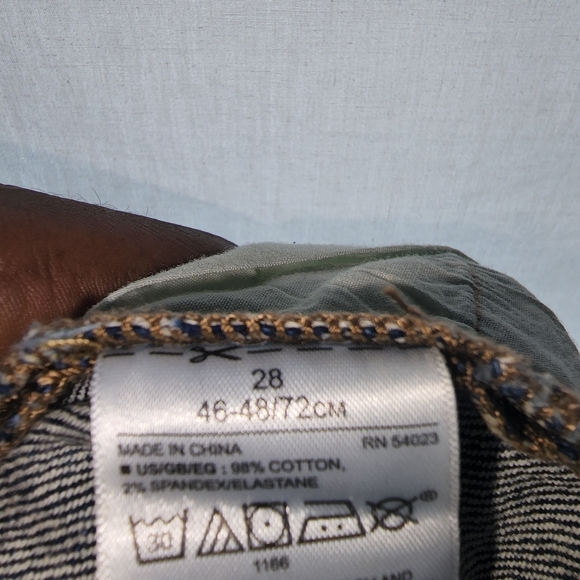 28
46-48/72CM
MADE IN CHINA RN 54023
■ US/GB/EG : 98% COTTON,
2% SPANDEX/ELASTANE
30
1166